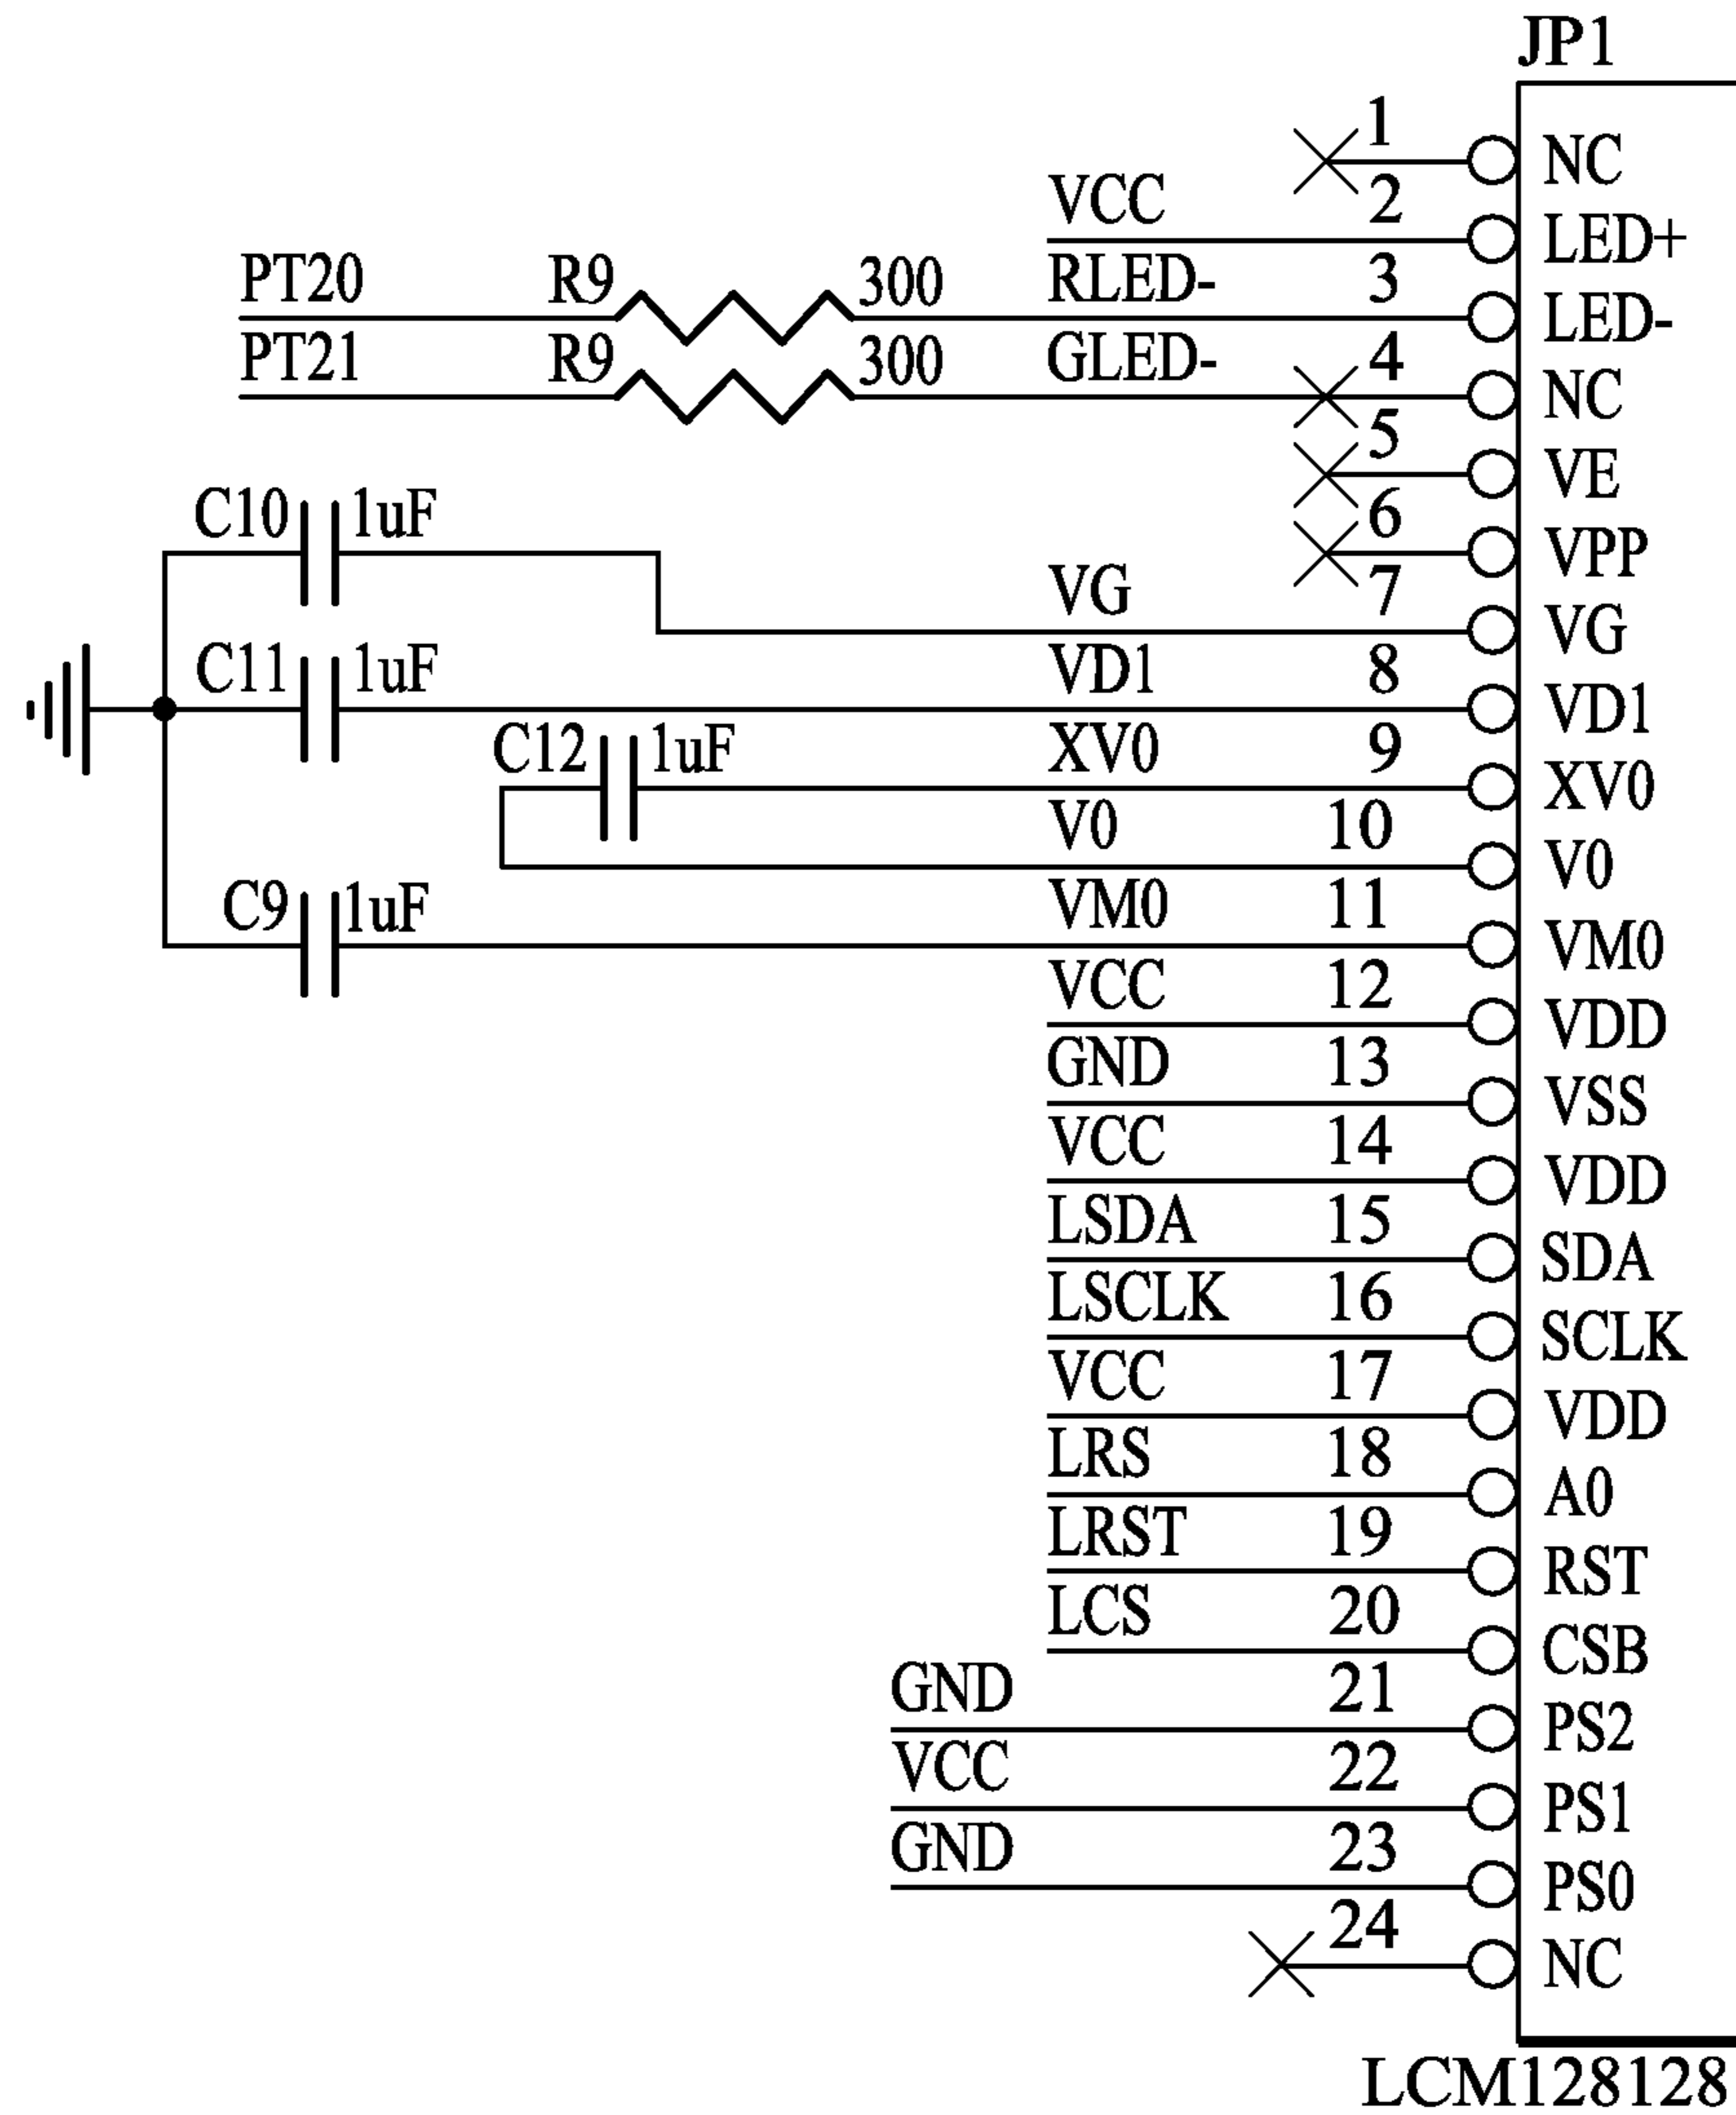 JP1
1 NC
VCC 2 LED+
PT20 R9 300 RLED- 3 LED-
PT21 R9 300 GLED- 4 NC
5 VE
C10 1uF 6 VPP
VG 7 VG
C11 1uF VD1 8 VD1
C12 1uF XV0 9 XV0
V0 10 V0
C9 1uF VM0 11 VM0
VCC 12 VDD
GND 13 VSS
VCC 14 VDD
LSDA 15 SDA
LSCLK 16 SCLK
VCC 17 VDD
LRS 18 A0
LRST 19 RST
LCS 20 CSB
GND 21 PS2
VCC 22 PS1
GND 23 PS0
24 NC
LCM128128